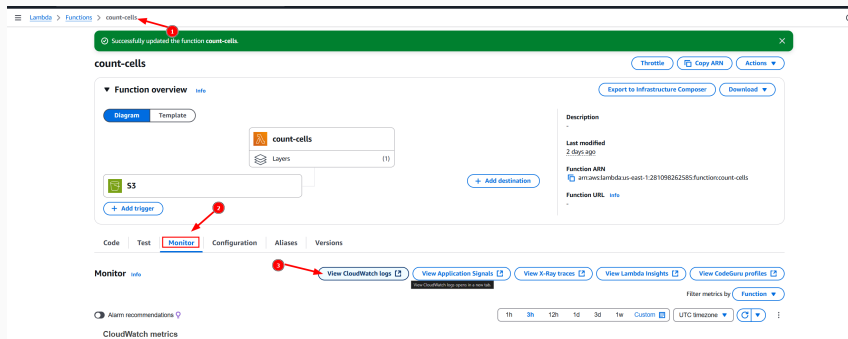 Lambda > Functions > count-cells
1
Successfully updated the function count-cells.
count-cells
Throttle Copy ARN Actions
Function overview Info
Export to Infrastructure Composer Download
Diagram Template
count-cells
Layers (1)
S3
+ Add trigger
+ Add destination
Description
-
Last modified
2 days ago
Function ARN
arn:aws:lambda:us-east-1:281098262585:function:count-cells
Function URL Info
-
2
Code Test Monitor Configuration Aliases Versions
3
Monitor Info
View CloudWatch logs View Application Signals View X-Ray traces View Lambda Insights View CodeGuru profiles
View CloudWatch logs opens in a new tab.
Filter metrics by Function
Alarm recommendations
1h 3h 12h 1d 3d 1w Custom UTC timezone
CloudWatch metrics